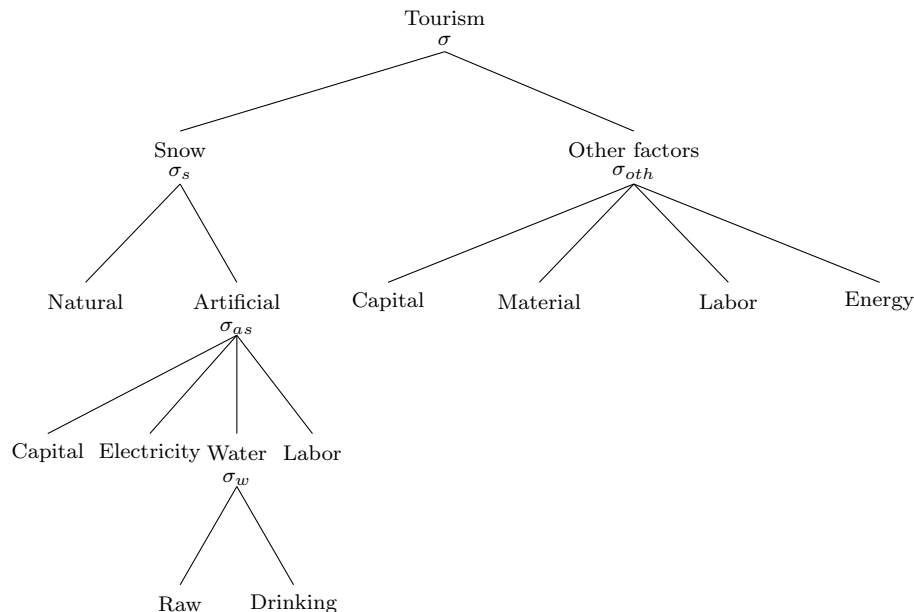 Tourism
σ
Snow
σ_s
Other factors
σ_oth
Natural
Artificial
σ_as
Capital
Material
Labor
Energy
Capital
Electricity
Water
σ_w
Labor
Raw
Drinking